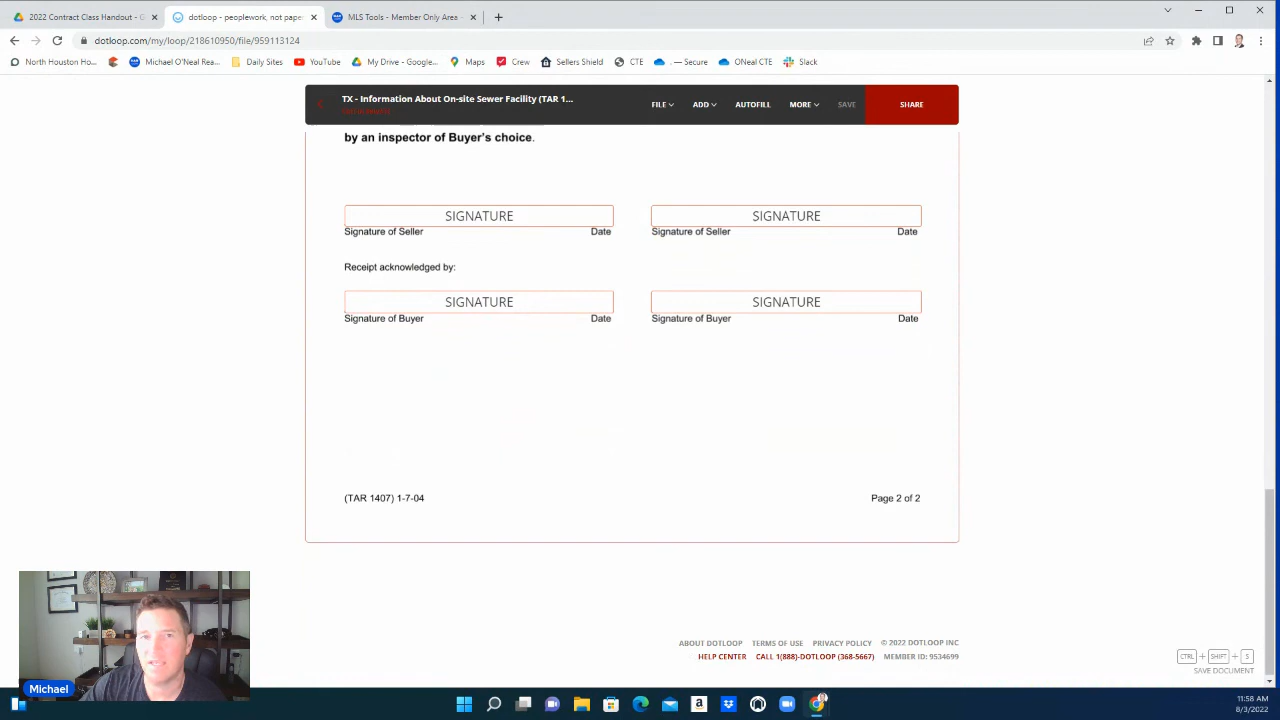 2022 Contract Class Handout - G
dotloop - peoplework, not pape
MLS Tools - Member Only Area -
dotloop.com/my/loop/218610950/file/959113124
North Houston Ho...
Michael O'Neal Rea...
Daily Sites
YouTube
My Drive - Google...
Maps
Crew
Sellers Shield
CTE
. — Secure
ONeal CTE
Slack
TX - Information About On-site Sewer Facility (TAR 1...
FILE
ADD
AUTOFILL
MORE
SAVE
SHARE
by an inspector of Buyer's choice.
SIGNATURE SIGNATURE
Signature of Seller Date Signature of Seller Date
Receipt acknowledged by:
SIGNATURE SIGNATURE
Signature of Buyer Date Signature of Buyer Date
(TAR 1407) 1-7-04 Page 2 of 2
ABOUT DOTLOOP TERMS OF USE PRIVACY POLICY © 2022 DOTLOOP INC
HELP CENTER CALL 1(888)-DOTLOOP (368-5667) MEMBER ID: 9534699
CTRL + SHIFT + S
SAVE DOCUMENT
Michael
11:58 AM
8/3/2022